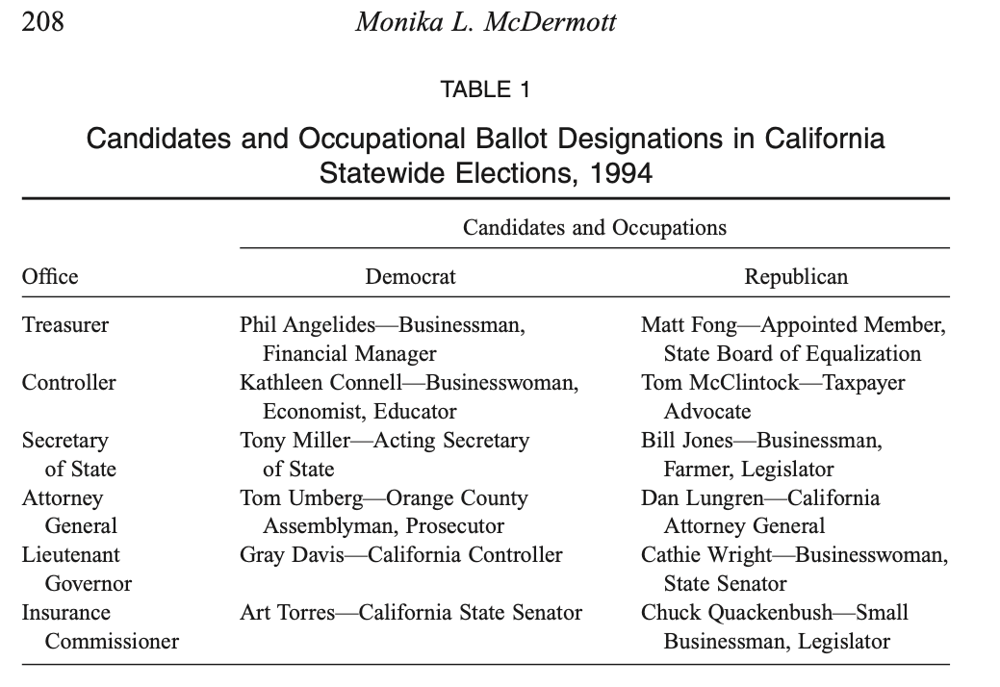 208 Monika L. McDermott
TABLE 1
Candidates and Occupational Ballot Designations in California
Statewide Elections, 1994
Candidates and Occupations
Office Democrat Republican
Treasurer Phil Angelides—Businessman, Matt Fong—Appointed Member,
Financial Manager State Board of Equalization
Controller Kathleen Connell—Businesswoman, Tom McClintock—Taxpayer
Economist, Educator Advocate
Secretary Tony Miller—Acting Secretary Bill Jones—Businessman,
of State of State Farmer, Legislator
Attorney Tom Umberg—Orange County Dan Lungren—California
General Assemblyman, Prosecutor Attorney General
Lieutenant Gray Davis—California Controller Cathie Wright—Businesswoman,
Governor State Senator
Insurance Art Torres—California State Senator Chuck Quackenbush—Small
Commissioner Businessman, Legislator